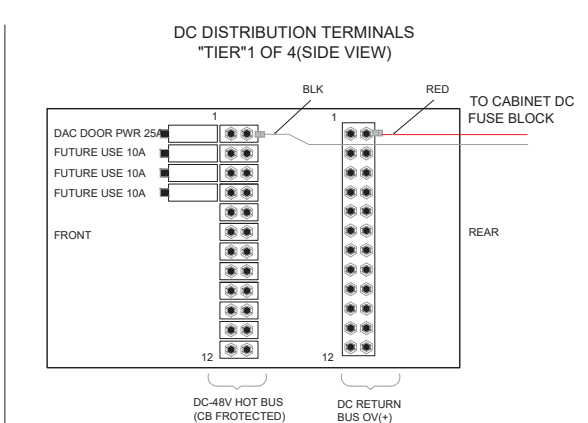 DC DISTRIBUTION TERMINALS
"TIER"1 OF 4(SIDE VIEW)
BLK
RED
TO CABINET DC
FUSE BLOCK
1
1
DAC DOOR PWR 25A
FUTURE USE 10A
FUTURE USE 10A
FUTURE USE 10A
FRONT
REAR
12
12
DC-48V HOT BUS
(CB FROTECTED)
DC RETURN
BUS OV(+)